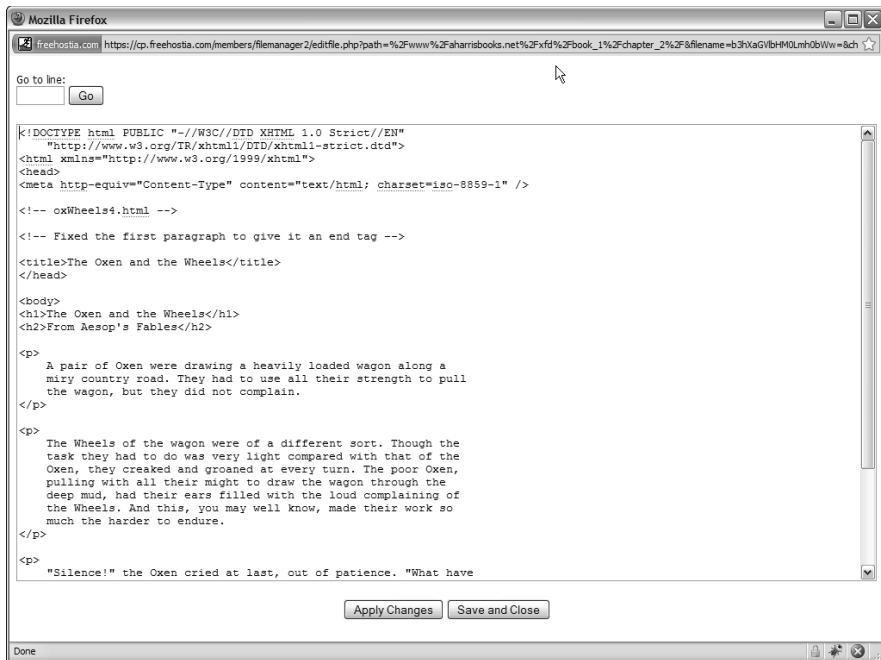 Mozilla Firefox
freehostia.com https://cp.freehostia.com/members/filemanager2/editfile.php?path=%2Fwww%2Faharrisbooks.net%2Fxfd%2Fbook_1%2Fchapter_2%2F&filename=b3hXaGVlbHM0Lmh0bWw=&ch
Go to line:
Go
<!DOCTYPE html PUBLIC "-//W3C//DTD XHTML 1.0 Strict//EN"
"http://www.w3.org/TR/xhtml1/DTD/xhtml1-strict.dtd">
<html xmlns="http://www.w3.org/1999/xhtml">
<head>
<meta http-equiv="Content-Type" content="text/html; charset=iso-8859-1" />
<!-- oxWheels4.html -->
<!-- Fixed the first paragraph to give it an end tag -->
<title>The Oxen and the Wheels</title>
</head>
<body>
<h1>The Oxen and the Wheels</h1>
<h2>From Aesop's Fables</h2>
<p>
A pair of Oxen were drawing a heavily loaded wagon along a
miry country road. They had to use all their strength to pull
the wagon, but they did not complain.
</p>
<p>
The Wheels of the wagon were of a different sort. Though the
task they had to do was very light compared with that of the
Oxen, they creaked and groaned at every turn. The poor Oxen,
pulling with all their might to draw the wagon through the
deep mud, had their ears filled with the loud complaining of
the Wheels. And this, you may well know, made their work so
much the harder to endure.
</p>
<p>
"Silence!" the Oxen cried at last, out of patience. "What have
Apply Changes
Save and Close
Done